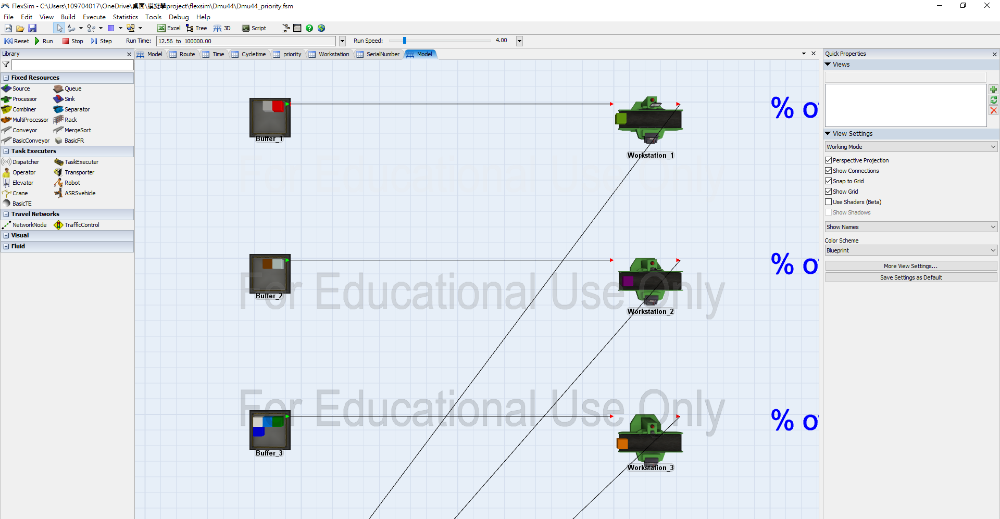 FlexSim - C:\Users\109704017\OneDrive\桌面\模擬學project\flexsim\Dmu44\Dmu44_priority.fsm
File Edit View Build Execute Statistics Tools Debug Help
Excel Tree 3D Script
Reset Run Stop Step Run Time: 12.56 to 100000.00 Run Speed: 4.00
Library
Model Route Time Cycletime priority Workstation SerialNumber Model
Fixed Resources
Source Queue
Processor Sink
Combiner Separator
MultiProcessor Rack
Conveyor MergeSort
BasicConveyor BasicFR
Task Executers
Dispatcher TaskExecuter
Operator Transporter
Elevator Robot
Crane ASRSvehicle
BasicTE
Travel Networks
NetworkNode TrafficControl
Visual
Fluid
Buffer_1
Workstation_1
% o
For Educational Use Only
Buffer_2
Workstation_2
% o
For Educational Use Only
Buffer_3
Workstation_3
% o
For Educational Use Only
Quick Properties
Views
View Settings
Working Mode
Perspective Projection
Show Connections
Snap to Grid
Show Grid
Use Shaders (Beta)
Show Shadows
Show Names
Color Scheme
Blueprint
More View Settings...
Save Settings as Default